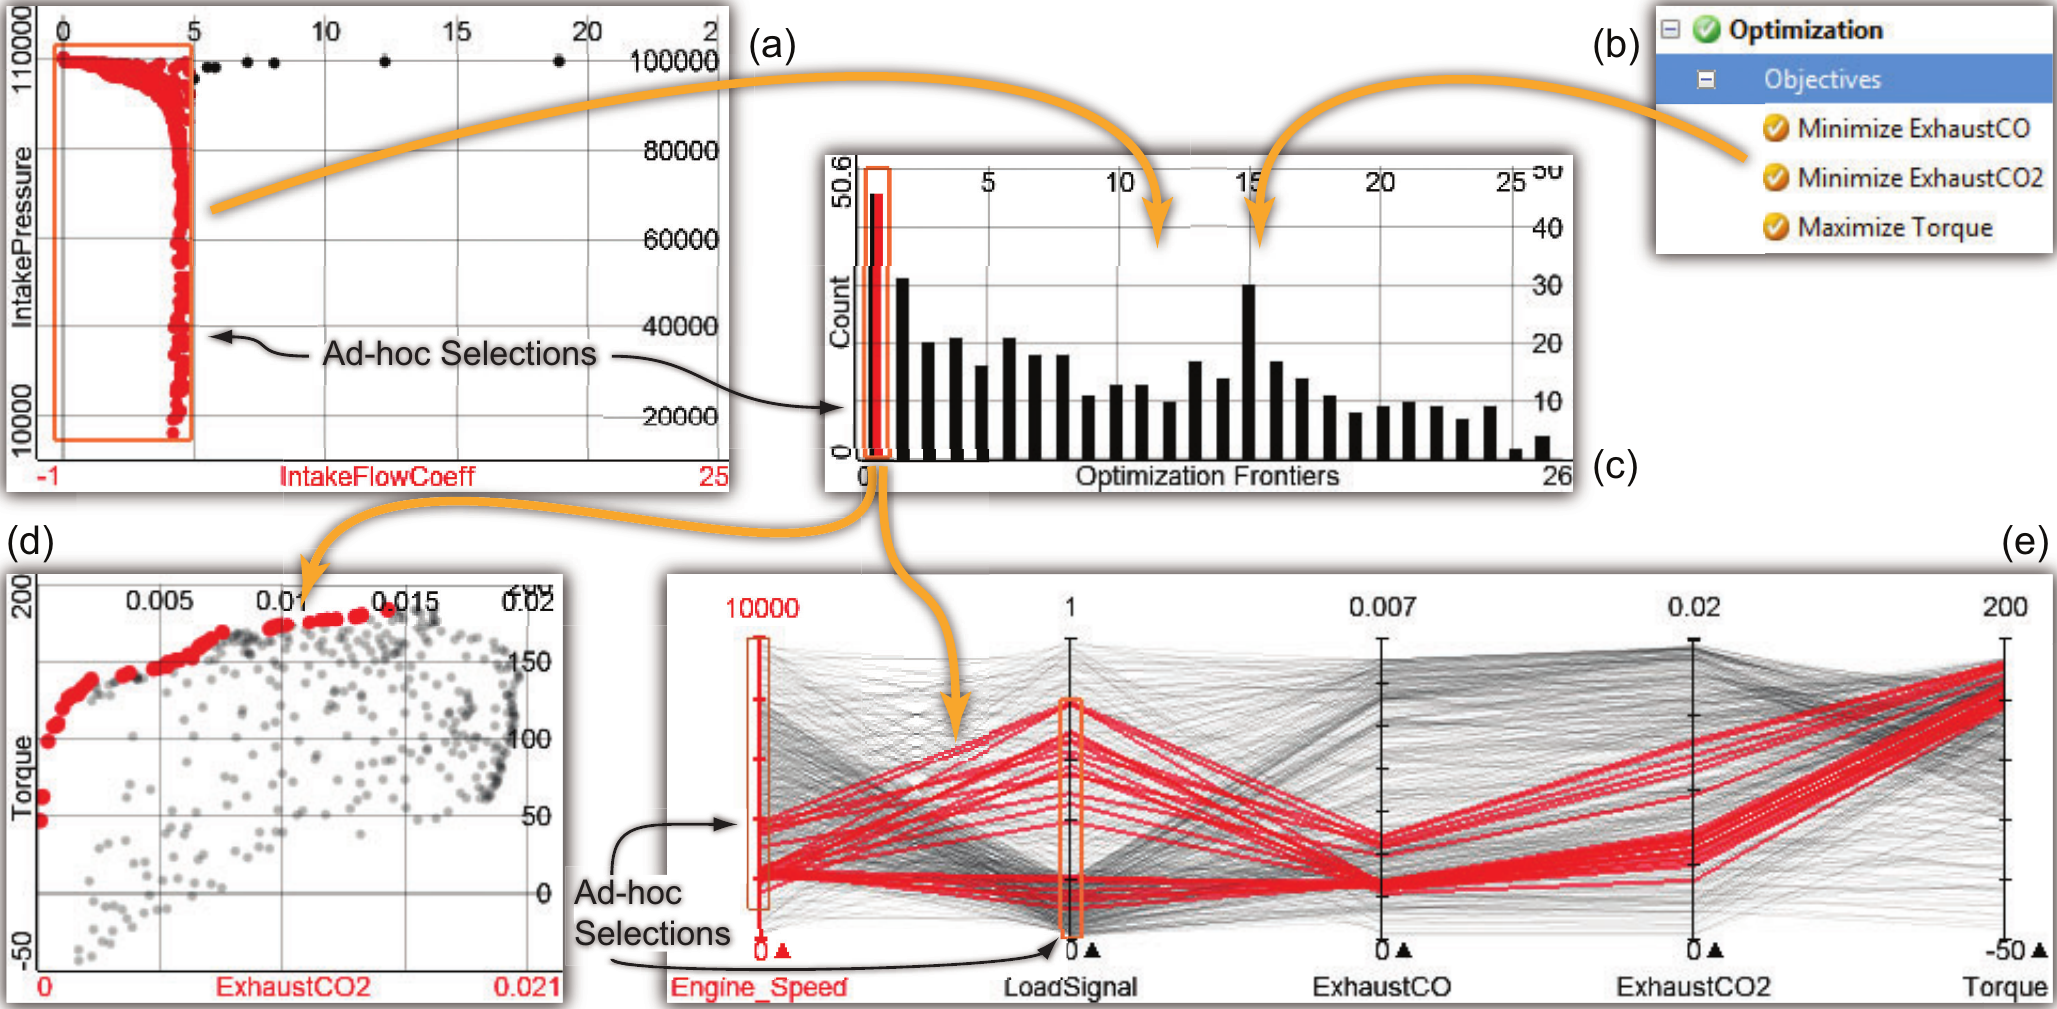 (a)
0 5 10 15 20 2
110000
100000
80000
60000
40000
20000
10000
IntakePressure
-1 IntakeFlowCoeff 25
Ad-hoc Selections
(b)
Optimization
Objectives
Minimize ExhaustCO
Minimize ExhaustCO2
Maximize Torque
(c)
50.6
5 10 15 20 25
50
40
30
20
10
Count
0
0 Optimization Frontiers 26
(d)
200
0.005 0.01 0.015 0.02
200
150
100
50
0
Torque
-50
0 ExhaustCO2 0.021
(e)
10000 1 0.007 0.02 200
Ad-hoc
Selections
0 0 0 0 -50
Engine_Speed LoadSignal ExhaustCO ExhaustCO2 Torque